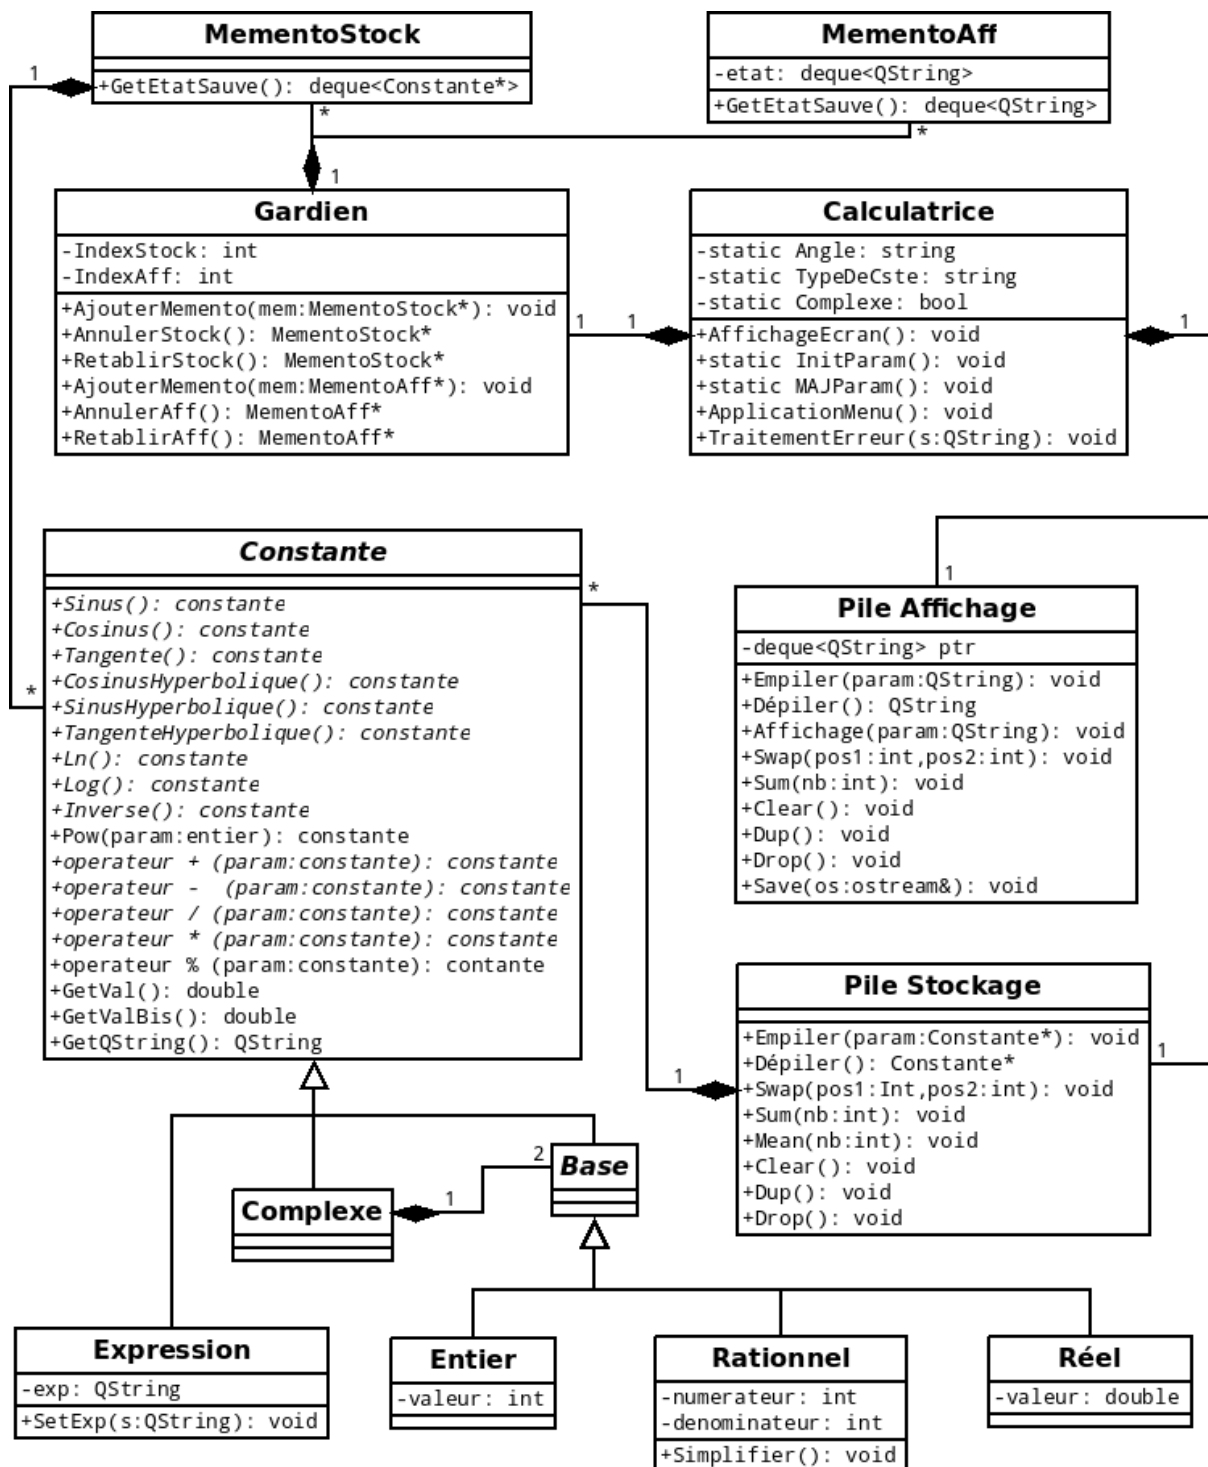 MementoStock
+GetEtatSauve(): deque<Constante*>
MementoAff
-etat: deque<QString>
+GetEtatSauve(): deque<QString>
1
*
*
1
Gardien
-IndexStock: int
-IndexAff: int
+AjouterMemento(mem:MementoStock*): void
+AnnulerStock(): MementoStock*
+RetablirStock(): MementoStock*
+AjouterMemento(mem:MementoAff*): void
+AnnulerAff(): MementoAff*
+RetablirAff(): MementoAff*
1
1
Calculatrice
-static Angle: string
-static TypeDeCste: string
-static Complexe: bool
+AffichageEcran(): void
+static InitParam(): void
+static MAJParam(): void
+ApplicationMenu(): void
+TraitementErreur(s:QString): void
1
Constante
+Sinus(): constante
+Cosinus(): constante
+Tangente(): constante
+CosinusHyperbolique(): constante
+SinusHyperbolique(): constante
+TangenteHyperbolique(): constante
+Ln(): constante
+Log(): constante
+Inverse(): constante
+Pow(param:entier): constante
+operateur + (param:constante): constante
+operateur -  (param:constante): constante
+operateur / (param:constante): constante
+operateur * (param:constante): constante
+operateur % (param:constante): contante
+GetVal(): double
+GetValBis(): double
+GetQString(): QString
*
*
1
Pile Affichage
-deque<QString> ptr
+Empiler(param:QString): void
+Dépiler(): QString
+Affichage(param:QString): void
+Swap(pos1:int,pos2:int): void
+Sum(nb:int): void
+Clear(): void
+Dup(): void
+Drop(): void
+Save(os:ostream&): void
Pile Stockage
+Empiler(param:Constante*): void
+Dépiler(): Constante*
+Swap(pos1:Int,pos2:int): void
+Sum(nb:int): void
+Mean(nb:int): void
+Clear(): void
+Dup(): void
+Drop(): void
1
1
Complexe
1
2
Base
Expression
-exp: QString
+SetExp(s:QString): void
Entier
-valeur: int
Rationnel
-numerateur: int
-denominateur: int
+Simplifier(): void
Réel
-valeur: double